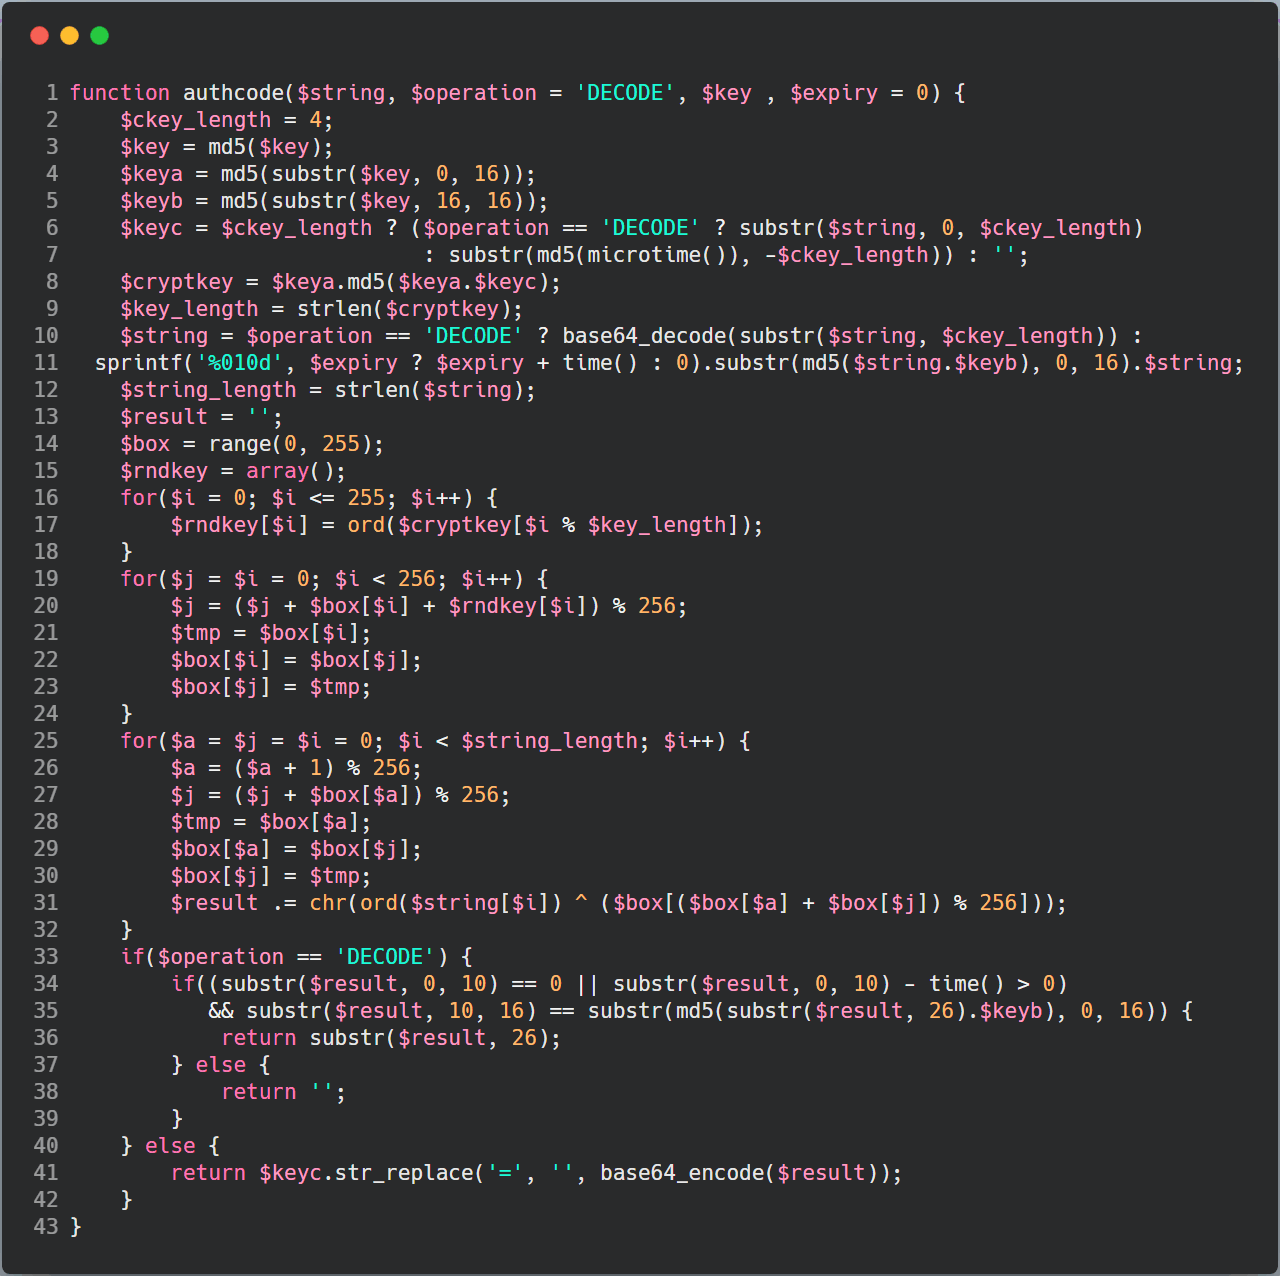 1 function authcode($string, $operation = 'DECODE', $key , $expiry = 0) {
2     $ckey_length = 4;
3     $key = md5($key);
4     $keya = md5(substr($key, 0, 16));
5     $keyb = md5(substr($key, 16, 16));
6     $keyc = $ckey_length ? ($operation == 'DECODE' ? substr($string, 0, $ckey_length)
7                             : substr(md5(microtime()), -$ckey_length)) : '';
8     $cryptkey = $keya.md5($keya.$keyc);
9     $key_length = strlen($cryptkey);
10     $string = $operation == 'DECODE' ? base64_decode(substr($string, $ckey_length)) :
11   sprintf('%010d', $expiry ? $expiry + time() : 0).substr(md5($string.$keyb), 0, 16).$string;
12     $string_length = strlen($string);
13     $result = '';
14     $box = range(0, 255);
15     $rndkey = array();
16     for($i = 0; $i <= 255; $i++) {
17         $rndkey[$i] = ord($cryptkey[$i % $key_length]);
18     }
19     for($j = $i = 0; $i < 256; $i++) {
20         $j = ($j + $box[$i] + $rndkey[$i]) % 256;
21         $tmp = $box[$i];
22         $box[$i] = $box[$j];
23         $box[$j] = $tmp;
24     }
25     for($a = $j = $i = 0; $i < $string_length; $i++) {
26         $a = ($a + 1) % 256;
27         $j = ($j + $box[$a]) % 256;
28         $tmp = $box[$a];
29         $box[$a] = $box[$j];
30         $box[$j] = $tmp;
31         $result .= chr(ord($string[$i]) ^ ($box[($box[$a] + $box[$j]) % 256]));
32     }
33     if($operation == 'DECODE') {
34         if((substr($result, 0, 10) == 0 || substr($result, 0, 10) - time() > 0)
35            && substr($result, 10, 16) == substr(md5(substr($result, 26).$keyb), 0, 16)) {
36             return substr($result, 26);
37         } else {
38             return '';
39         }
40     } else {
41         return $keyc.str_replace('=', '', base64_encode($result));
42     }
43 }